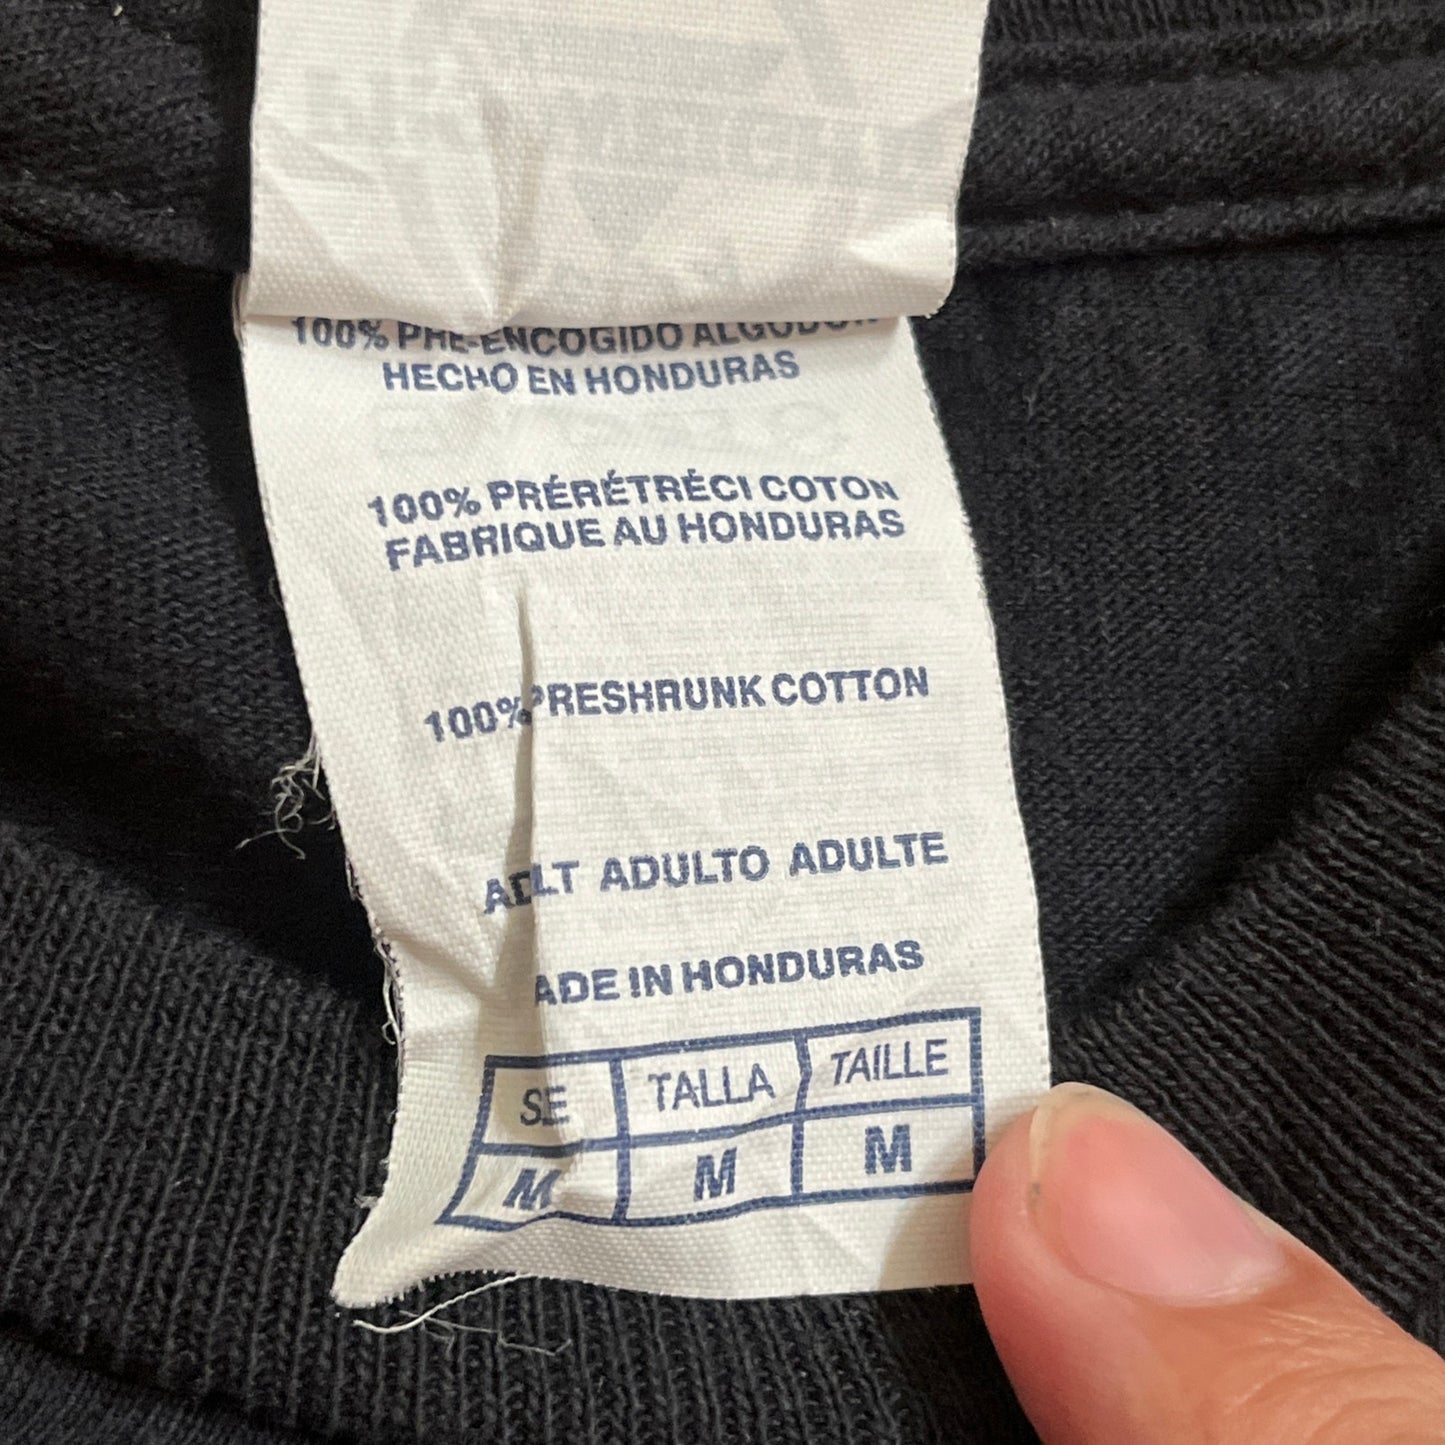 100% PRE-ENCOGIDO ALGODON
HECHO EN HONDURAS
100% PRÉRÉTRÉCI COTON
FABRIQUE AU HONDURAS
100% PRESHRUNK COTTON
ADLT ADULTO ADULTE
ADE IN HONDURAS
SE TALLA TAILLE
M M M